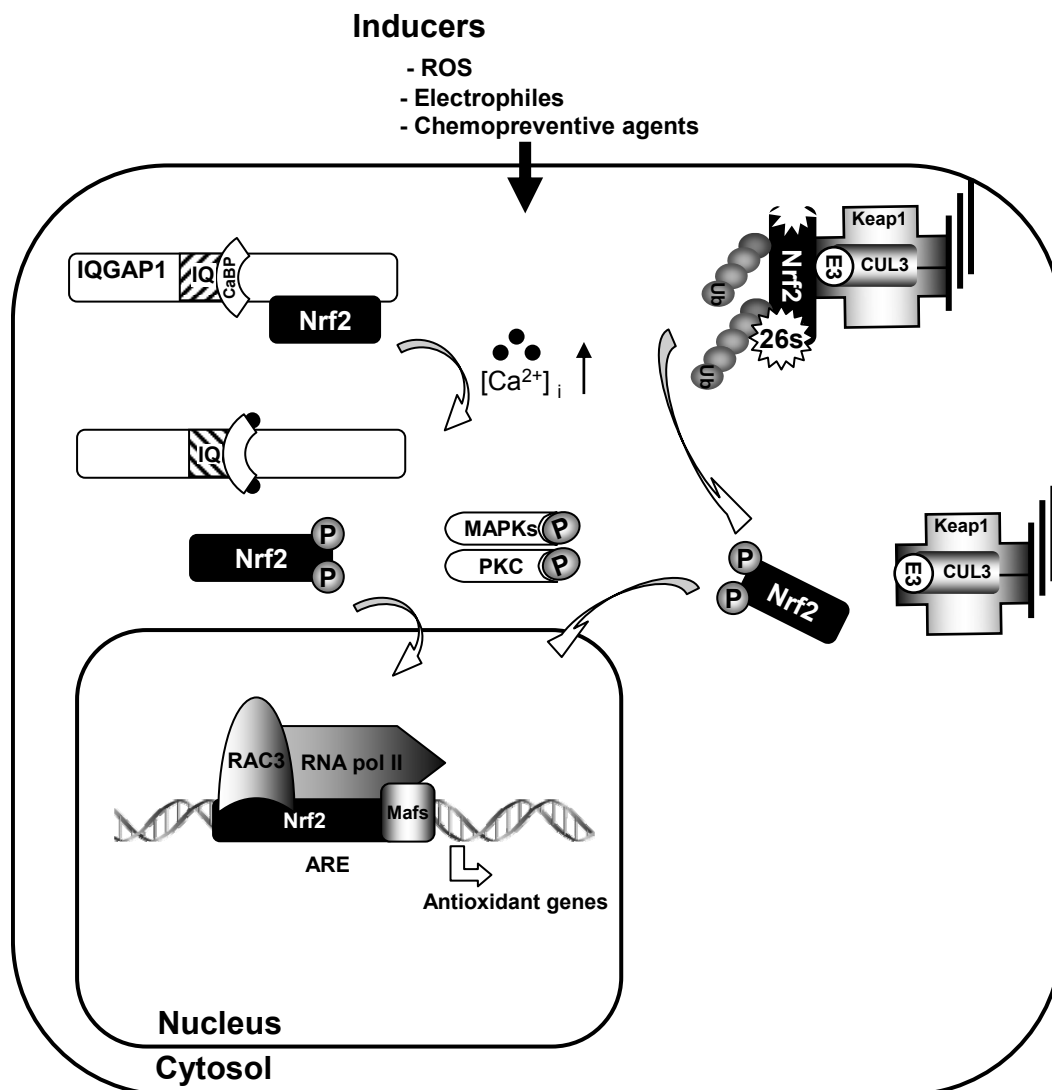 Inducers
- ROS
- Electrophiles
- Chemopreventive agents
IQGAP1
IQ
CaBP
Nrf2
[Ca²⁺] i
Ub
Ub
Nrf2
26s
Keap1
E3
CUL3
IQ
Nrf2
P
P
MAPKs
P
PKC
P
P
P
Nrf2
Keap1
E3
CUL3
RAC3
RNA pol II
Nrf2
Mafs
ARE
Antioxidant genes
Nucleus
Cytosol